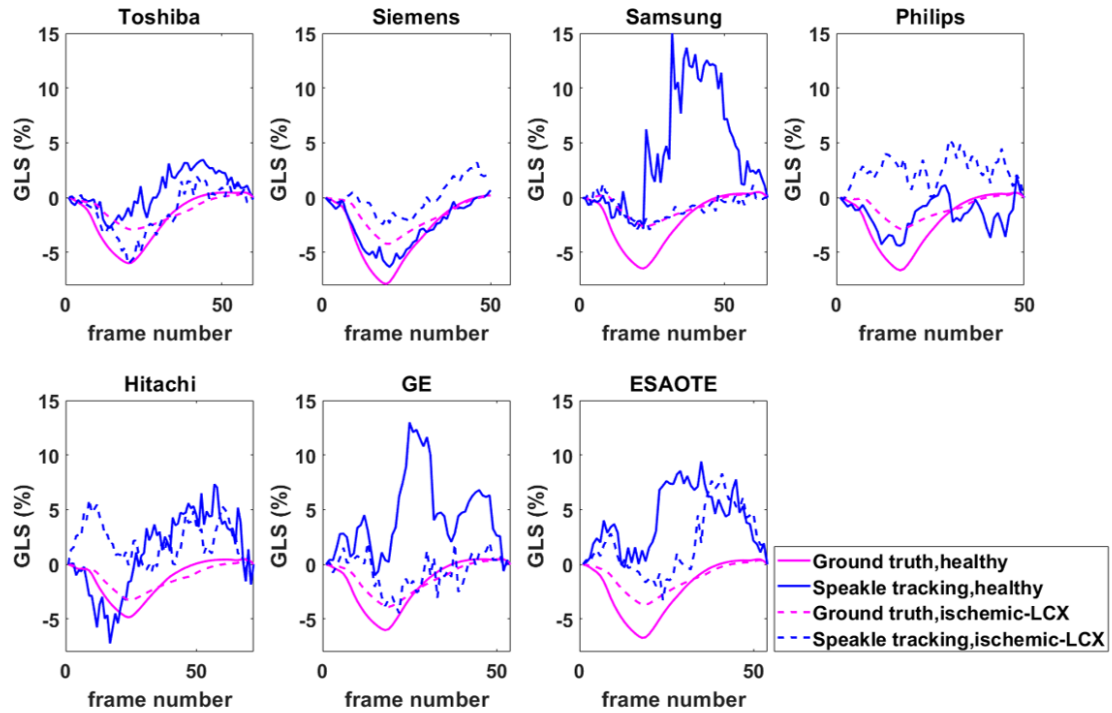 Toshiba
15
10
5
0
-5
GLS (%)
0
50
frame number
Siemens
15
10
5
0
-5
GLS (%)
0
50
frame number
Samsung
15
10
5
0
-5
GLS (%)
0
50
frame number
Philips
15
10
5
0
-5
GLS (%)
0
50
frame number
Hitachi
15
10
5
0
-5
GLS (%)
0
50
frame number
GE
15
10
5
0
-5
GLS (%)
0
50
frame number
ESAOTE
15
10
5
0
-5
GLS (%)
0
50
frame number
Ground truth,healthy
Speakle tracking,healthy
Ground truth,ischemic-LCX
Speakle tracking,ischemic-LCX